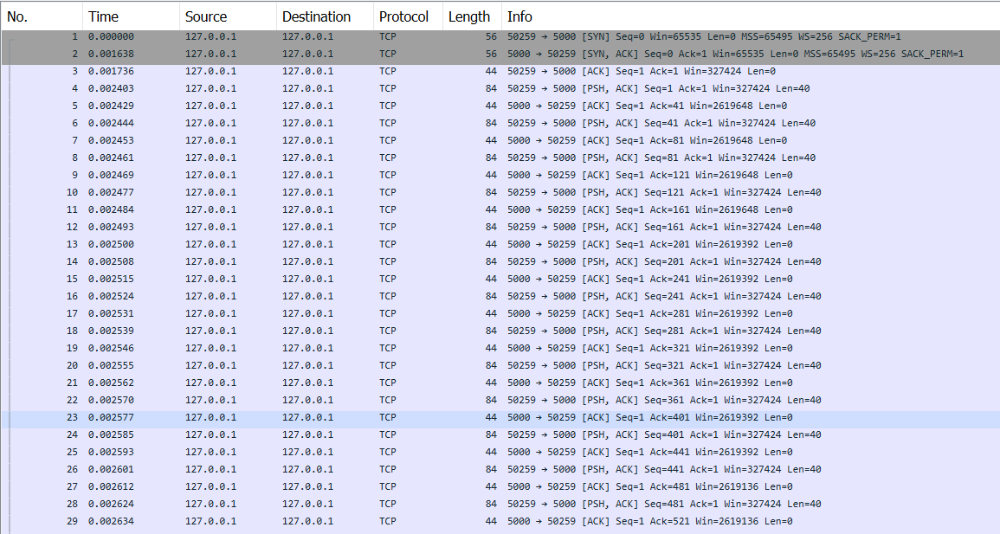 No. Time Source Destination Protocol Length Info
1 0.000000 127.0.0.1 127.0.0.1 TCP 56 50259 → 5000 [SYN] Seq=0 Win=65535 Len=0 MSS=65495 WS=256 SACK_PERM=1
2 0.001638 127.0.0.1 127.0.0.1 TCP 56 5000 → 50259 [SYN, ACK] Seq=0 Ack=1 Win=65535 Len=0 MSS=65495 WS=256 SACK_PERM=1
3 0.001736 127.0.0.1 127.0.0.1 TCP 44 50259 → 5000 [ACK] Seq=1 Ack=1 Win=327424 Len=0
4 0.002403 127.0.0.1 127.0.0.1 TCP 84 50259 → 5000 [PSH, ACK] Seq=1 Ack=1 Win=327424 Len=40
5 0.002429 127.0.0.1 127.0.0.1 TCP 44 5000 → 50259 [ACK] Seq=1 Ack=41 Win=2619648 Len=0
6 0.002444 127.0.0.1 127.0.0.1 TCP 84 50259 → 5000 [PSH, ACK] Seq=41 Ack=1 Win=327424 Len=40
7 0.002453 127.0.0.1 127.0.0.1 TCP 44 5000 → 50259 [ACK] Seq=1 Ack=81 Win=2619648 Len=0
8 0.002461 127.0.0.1 127.0.0.1 TCP 84 50259 → 5000 [PSH, ACK] Seq=81 Ack=1 Win=327424 Len=40
9 0.002469 127.0.0.1 127.0.0.1 TCP 44 5000 → 50259 [ACK] Seq=1 Ack=121 Win=2619648 Len=0
10 0.002477 127.0.0.1 127.0.0.1 TCP 84 50259 → 5000 [PSH, ACK] Seq=121 Ack=1 Win=327424 Len=40
11 0.002484 127.0.0.1 127.0.0.1 TCP 44 5000 → 50259 [ACK] Seq=1 Ack=161 Win=2619648 Len=0
12 0.002493 127.0.0.1 127.0.0.1 TCP 84 50259 → 5000 [PSH, ACK] Seq=161 Ack=1 Win=327424 Len=40
13 0.002500 127.0.0.1 127.0.0.1 TCP 44 5000 → 50259 [ACK] Seq=1 Ack=201 Win=2619392 Len=0
14 0.002508 127.0.0.1 127.0.0.1 TCP 84 50259 → 5000 [PSH, ACK] Seq=201 Ack=1 Win=327424 Len=40
15 0.002515 127.0.0.1 127.0.0.1 TCP 44 5000 → 50259 [ACK] Seq=1 Ack=241 Win=2619392 Len=0
16 0.002524 127.0.0.1 127.0.0.1 TCP 84 50259 → 5000 [PSH, ACK] Seq=241 Ack=1 Win=327424 Len=40
17 0.002531 127.0.0.1 127.0.0.1 TCP 44 5000 → 50259 [ACK] Seq=1 Ack=281 Win=2619392 Len=0
18 0.002539 127.0.0.1 127.0.0.1 TCP 84 50259 → 5000 [PSH, ACK] Seq=281 Ack=1 Win=327424 Len=40
19 0.002546 127.0.0.1 127.0.0.1 TCP 44 5000 → 50259 [ACK] Seq=1 Ack=321 Win=2619392 Len=0
20 0.002555 127.0.0.1 127.0.0.1 TCP 84 50259 → 5000 [PSH, ACK] Seq=321 Ack=1 Win=327424 Len=40
21 0.002562 127.0.0.1 127.0.0.1 TCP 44 5000 → 50259 [ACK] Seq=1 Ack=361 Win=2619392 Len=0
22 0.002570 127.0.0.1 127.0.0.1 TCP 84 50259 → 5000 [PSH, ACK] Seq=361 Ack=1 Win=327424 Len=40
23 0.002577 127.0.0.1 127.0.0.1 TCP 44 5000 → 50259 [ACK] Seq=1 Ack=401 Win=2619392 Len=0
24 0.002585 127.0.0.1 127.0.0.1 TCP 84 50259 → 5000 [PSH, ACK] Seq=401 Ack=1 Win=327424 Len=40
25 0.002593 127.0.0.1 127.0.0.1 TCP 44 5000 → 50259 [ACK] Seq=1 Ack=441 Win=2619392 Len=0
26 0.002601 127.0.0.1 127.0.0.1 TCP 84 50259 → 5000 [PSH, ACK] Seq=441 Ack=1 Win=327424 Len=40
27 0.002612 127.0.0.1 127.0.0.1 TCP 44 5000 → 50259 [ACK] Seq=1 Ack=481 Win=2619136 Len=0
28 0.002624 127.0.0.1 127.0.0.1 TCP 84 50259 → 5000 [PSH, ACK] Seq=481 Ack=1 Win=327424 Len=40
29 0.002634 127.0.0.1 127.0.0.1 TCP 44 5000 → 50259 [ACK] Seq=1 Ack=521 Win=2619136 Len=0